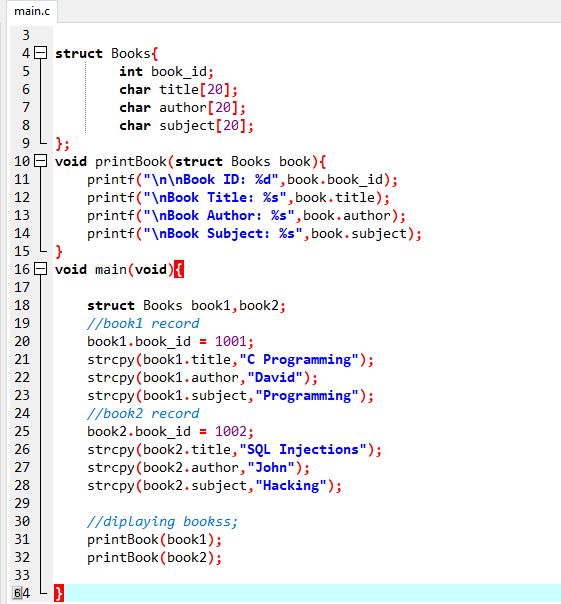 main.c
3
4 struct Books{
5 int book_id;
6 char title[20];
7 char author[20];
8 char subject[20];
9 };
10 void printBook(struct Books book){
11 printf("\n\nBook ID: %d",book.book_id);
12 printf("\nBook Title: %s",book.title);
13 printf("\nBook Author: %s",book.author);
14 printf("\nBook Subject: %s",book.subject);
15 }
16 void main(void){
17
18 struct Books book1,book2;
19 //book1 record
20 book1.book_id = 1001;
21 strcpy(book1.title,"C Programming");
22 strcpy(book1.author,"David");
23 strcpy(book1.subject,"Programming");
24 //book2 record
25 book2.book_id = 1002;
26 strcpy(book2.title,"SQL Injections");
27 strcpy(book2.author,"John");
28 strcpy(book2.subject,"Hacking");
29
30 //diplaying bookss;
31 printBook(book1);
32 printBook(book2);
33
64 }